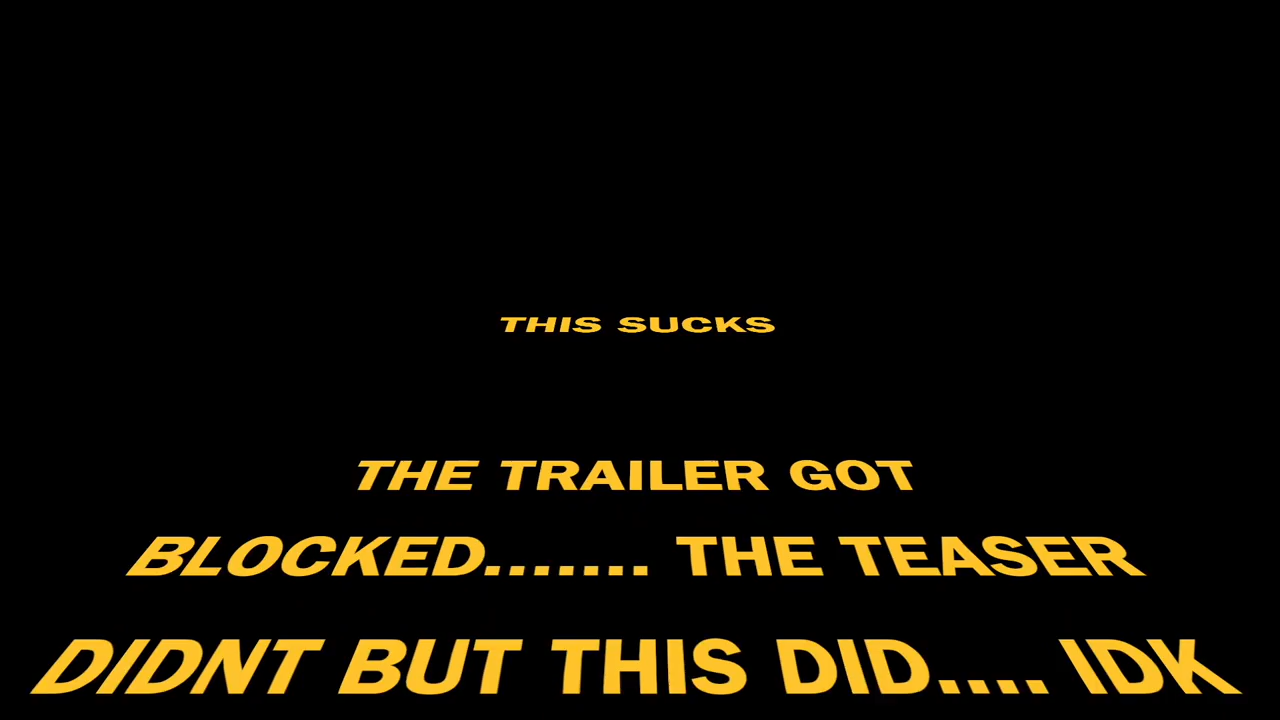 THIS SUCKS
THE TRAILER GOT
BLOCKED....... THE TEASER
DIDNT BUT THIS DID.... IDK